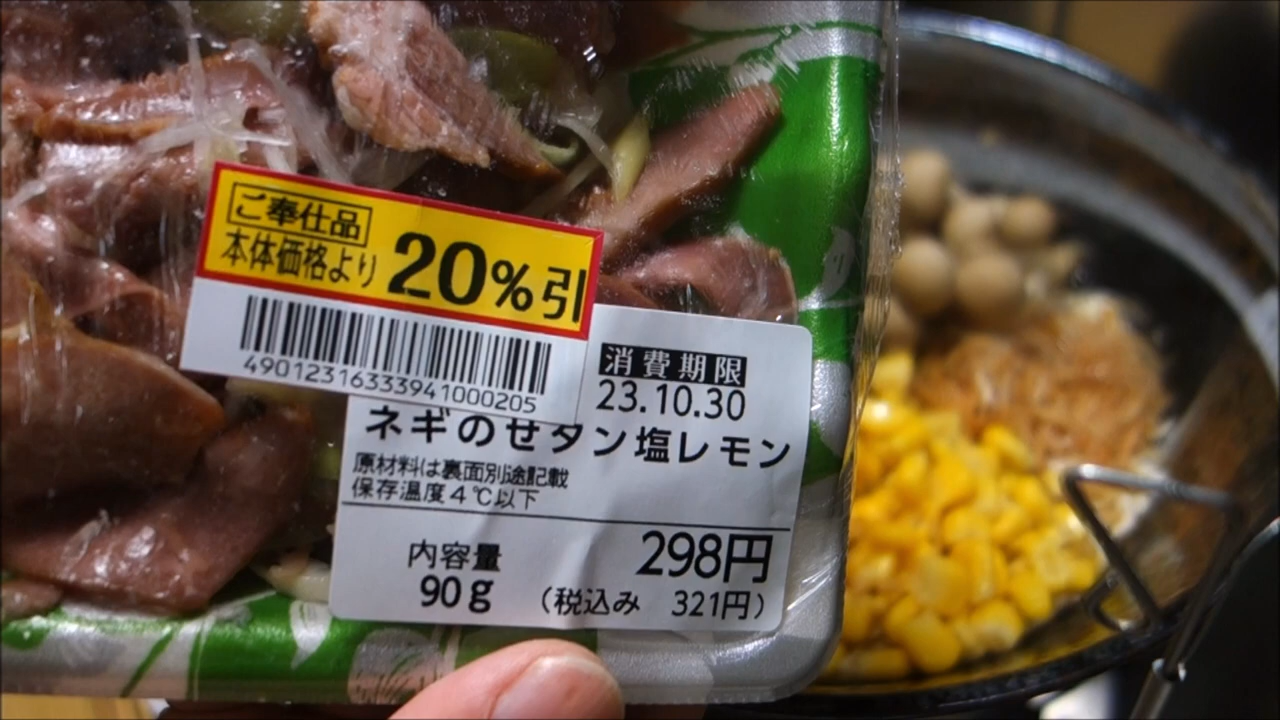 ご奉仕品
本体価格より 20%引
49012316333941000205
消費期限
23.10.30
ネギのせタン塩レモン
原材料は裏面別途記載
保存温度4℃以下
内容量
90g
298円
(税込み 321円)